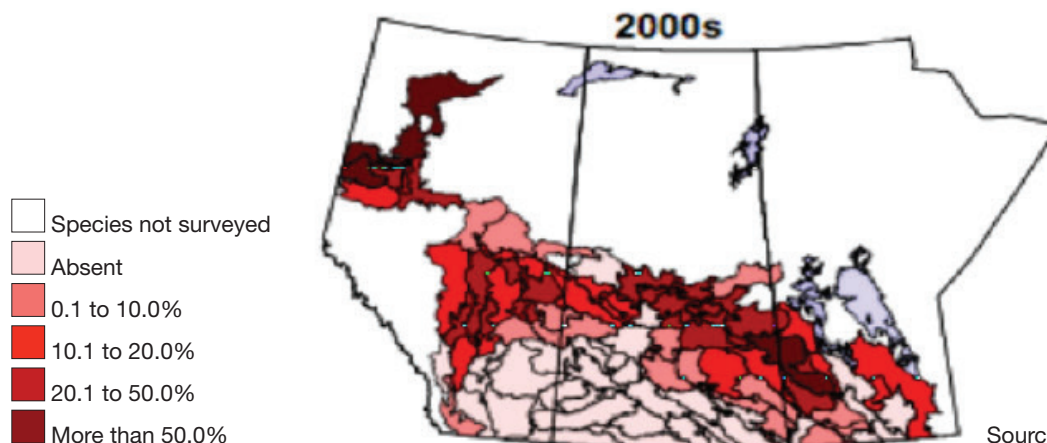 2000s
Species not surveyed
Absent
0.1 to 10.0%
10.1 to 20.0%
20.1 to 50.0%
More than 50.0%
Sourc